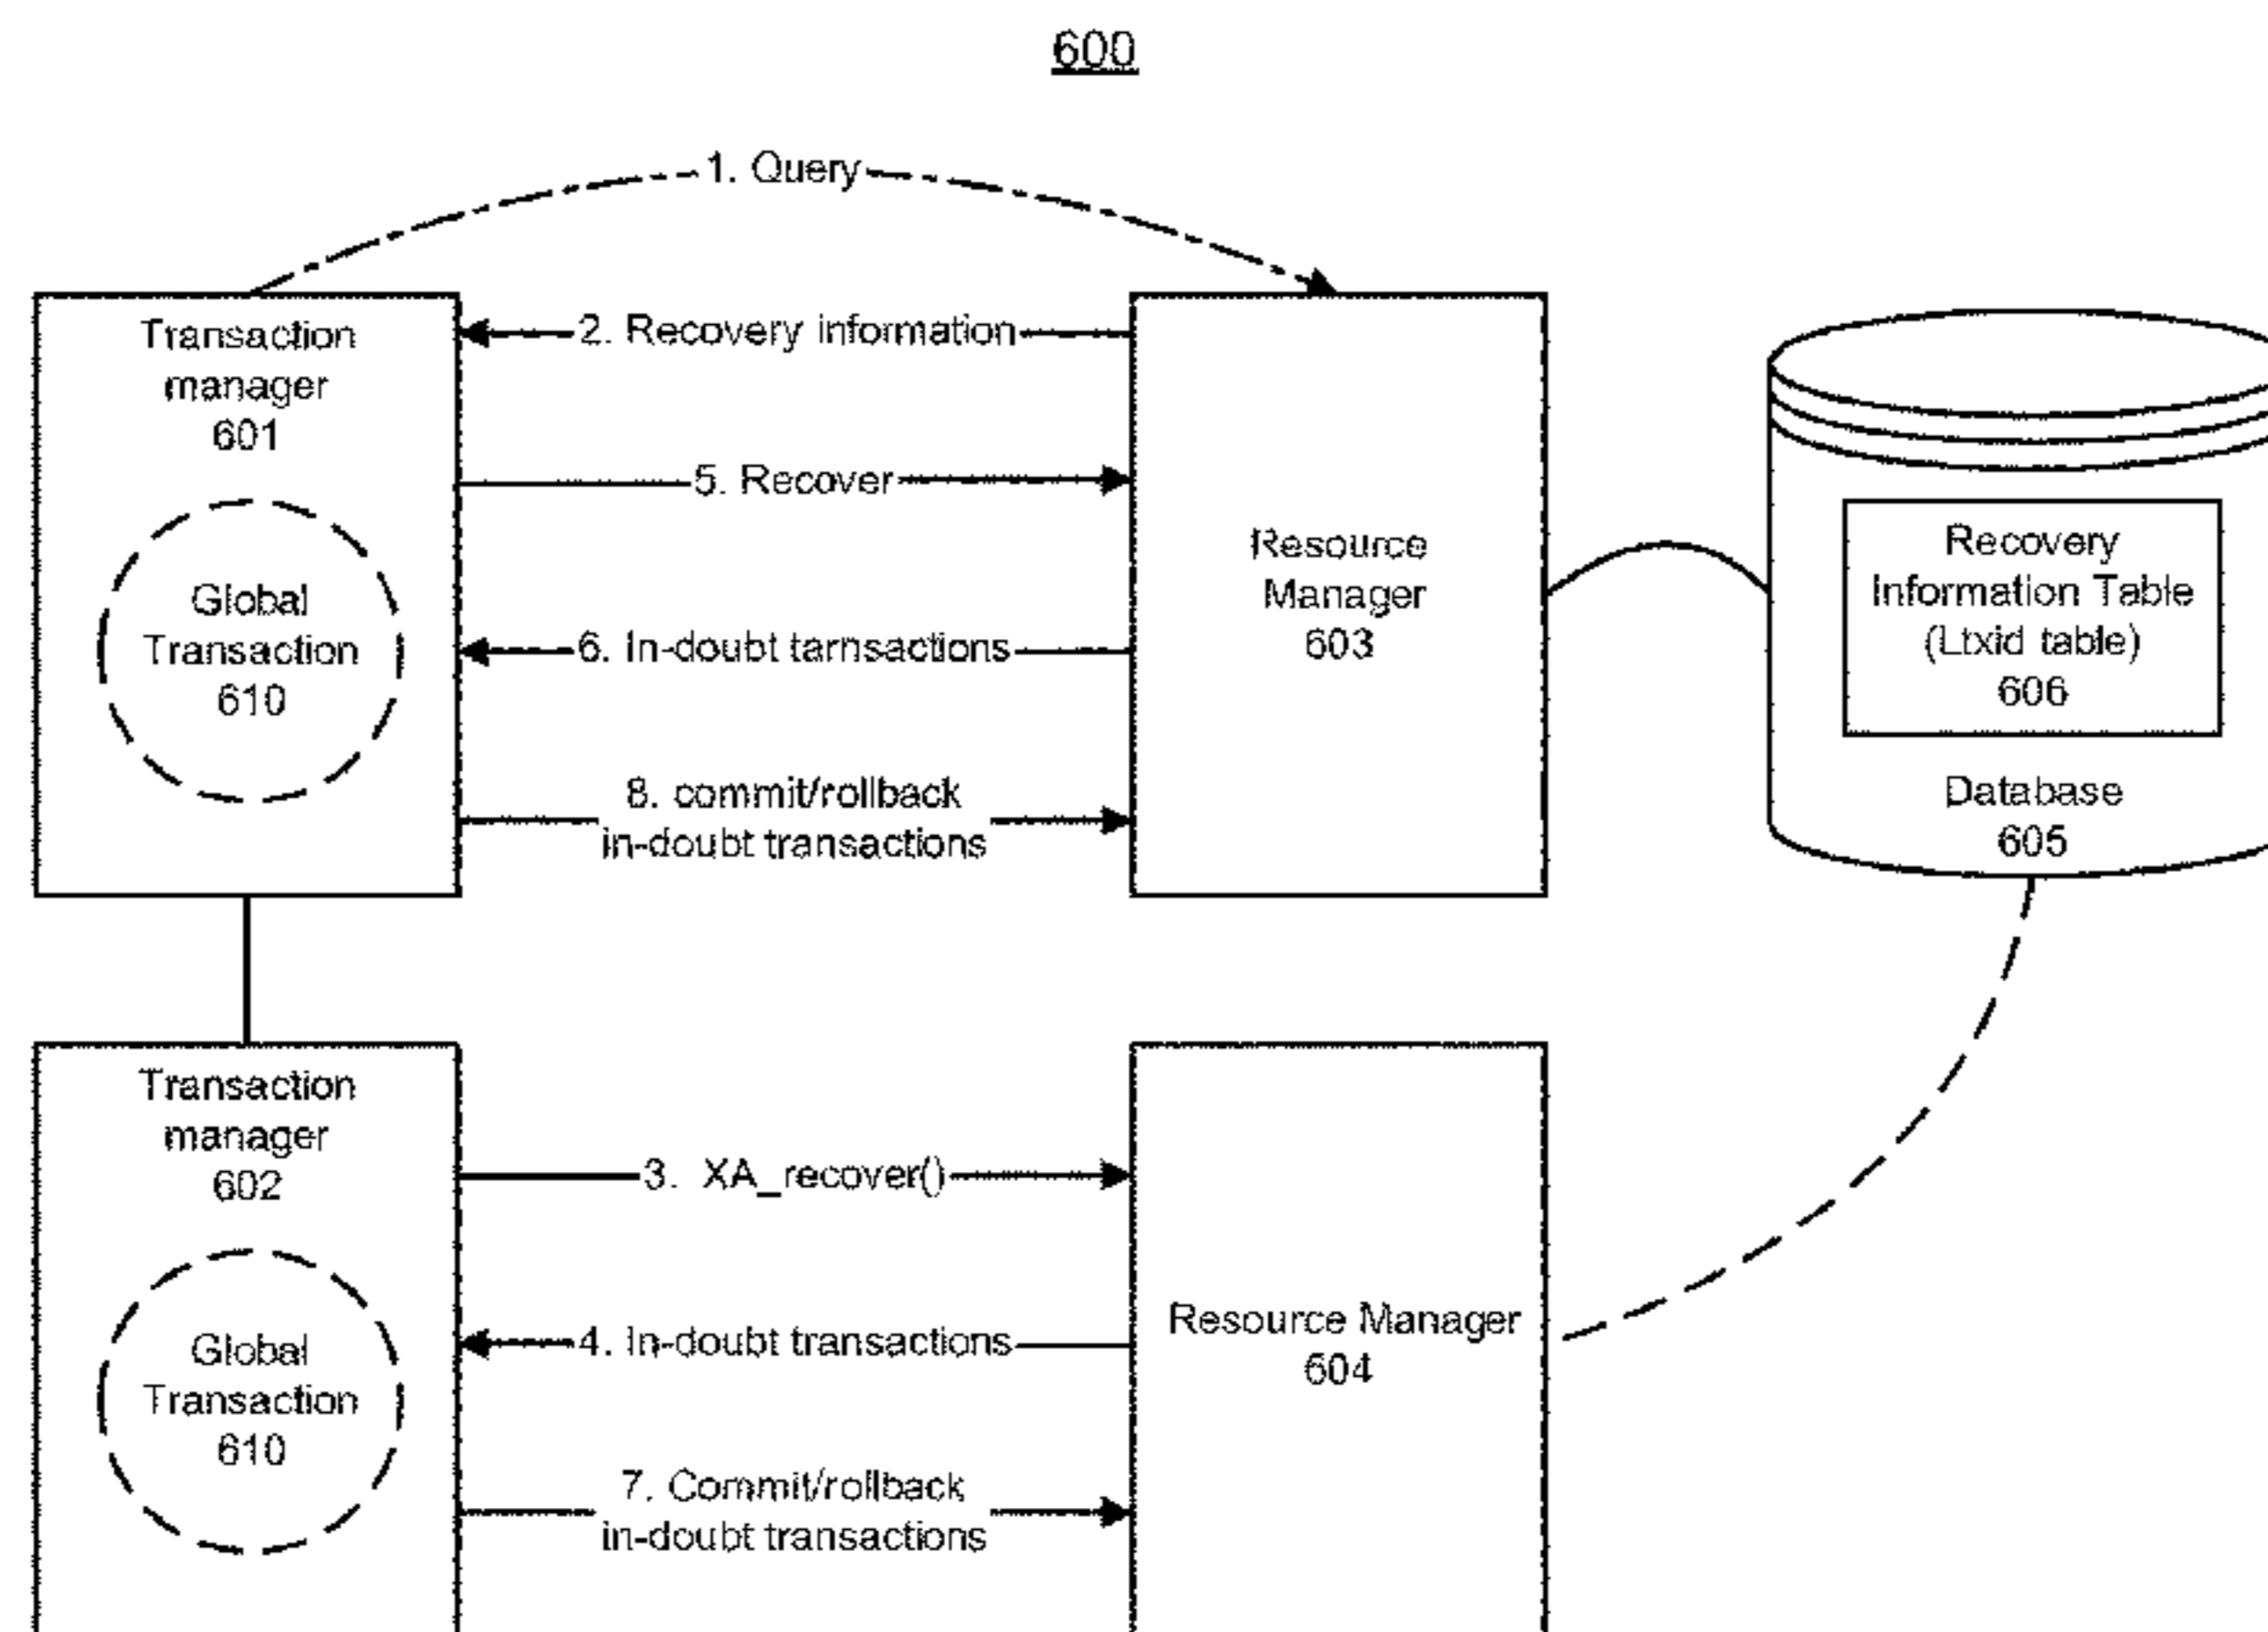 600
1. Query
Transaction
manager
601
2. Recovery information
5. Recover
Global
Transaction
610
6. In-doubt tarnsactions
8. commit/rollback
in-doubt transactions
Resource
Manager
603
Recovery
Information Table
(Ltxid table)
606
Database
605
Transaction
manager
602
3. XA_recover()
Global
Transaction
610
4. In-doubt transactions
7. Commit/rollback
in-doubt transactions
Resource Manager
604